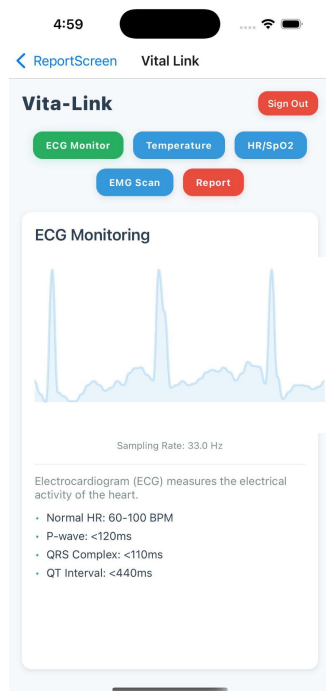 4:59
ReportScreen Vital Link
Vita-Link
Sign Out
ECG Monitor Temperature HR/SpO2
EMG Scan Report
ECG Monitoring
Sampling Rate: 33.0 Hz
Electrocardiogram (ECG) measures the electrical
activity of the heart.
• Normal HR: 60-100 BPM
• P-wave: <120ms
• QRS Complex: <110ms
• QT Interval: <440ms